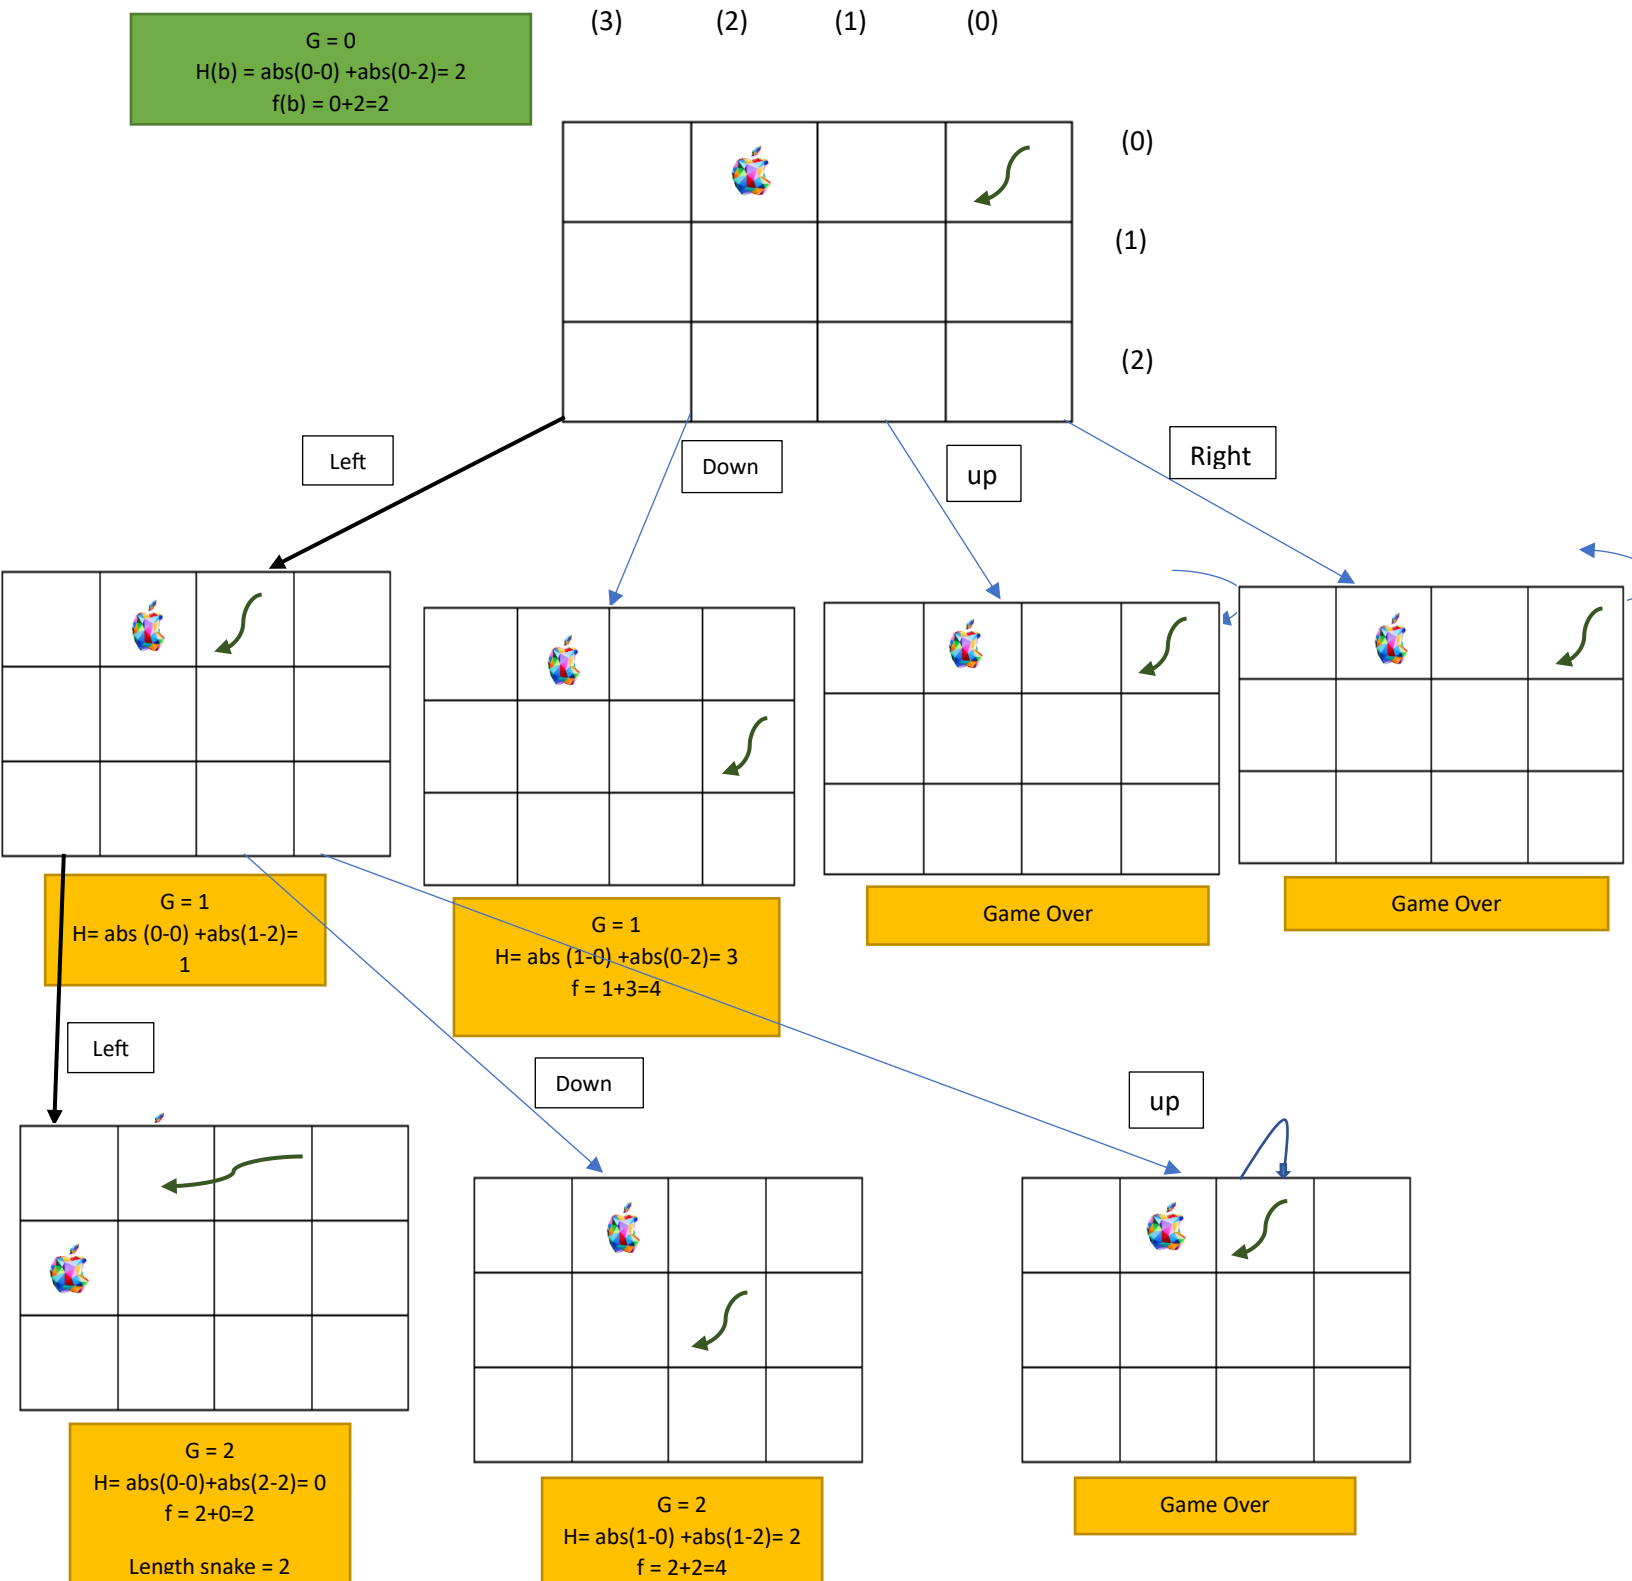 (3) (2) (1) (0)
G = 0
H(b) = abs(0-0) +abs(0-2)= 2
f(b) = 0+2=2
(0)
(1)
(2)
Left
Down
up
Right
G = 1
H= abs (0-0) +abs(1-2)=
1
G = 1
H= abs (1-0) +abs(0-2)= 3
f = 1+3=4
Game Over
Game Over
Left
Down
up
G = 2
H= abs(0-0)+abs(2-2)= 0
f = 2+0=2
Length snake = 2
G = 2
H= abs(1-0) +abs(1-2)= 2
f = 2+2=4
Game Over